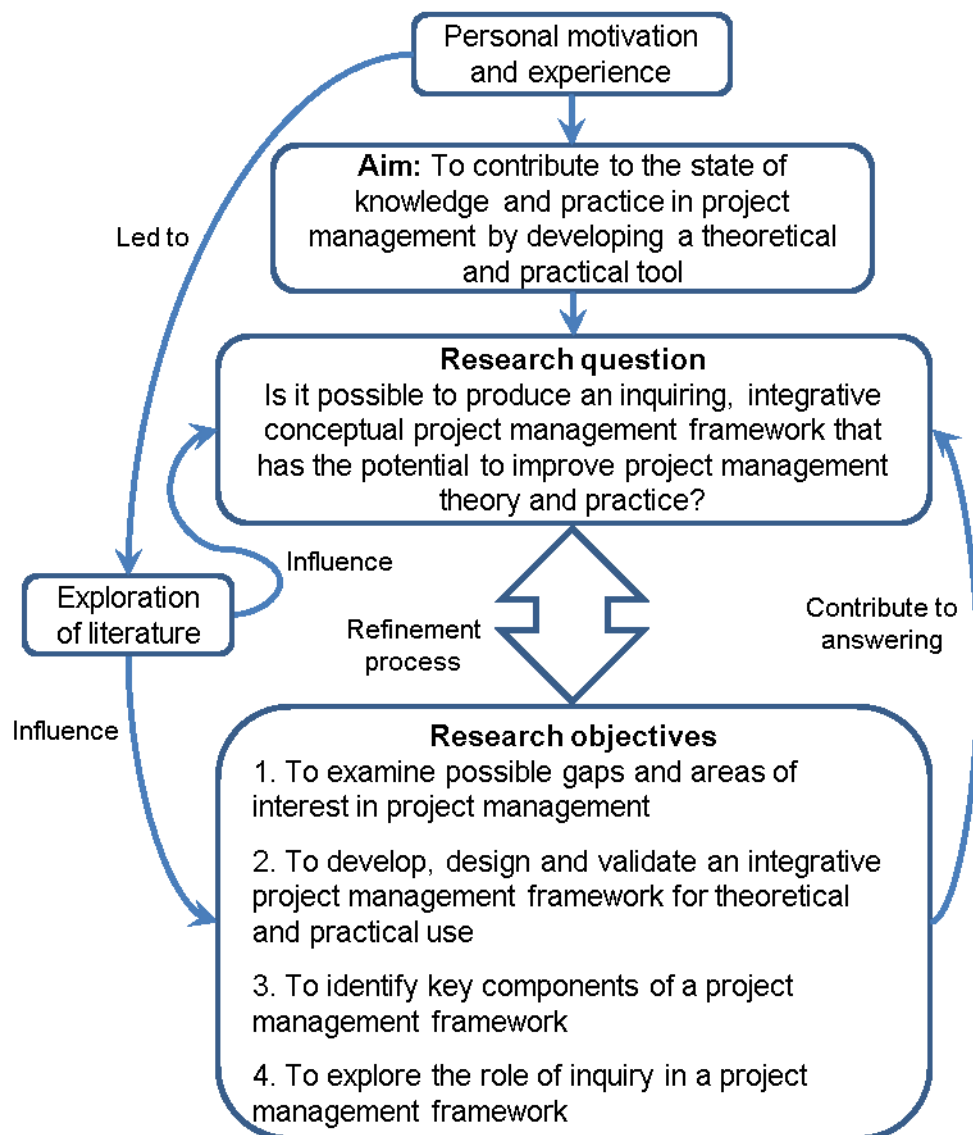 Personal motivation
and experience
Aim: To contribute to the state of
knowledge and practice in project
management by developing a theoretical
and practical tool
Led to
Research question
Is it possible to produce an inquiring, integrative
conceptual project management framework that
has the potential to improve project management
theory and practice?
Influence
Exploration
of literature
Refinement
process
Contribute to
answering
Influence
Research objectives
1. To examine possible gaps and areas of
interest in project management
2. To develop, design and validate an integrative
project management framework for theoretical
and practical use
3. To identify key components of a project
management framework
4. To explore the role of inquiry in a project
management framework